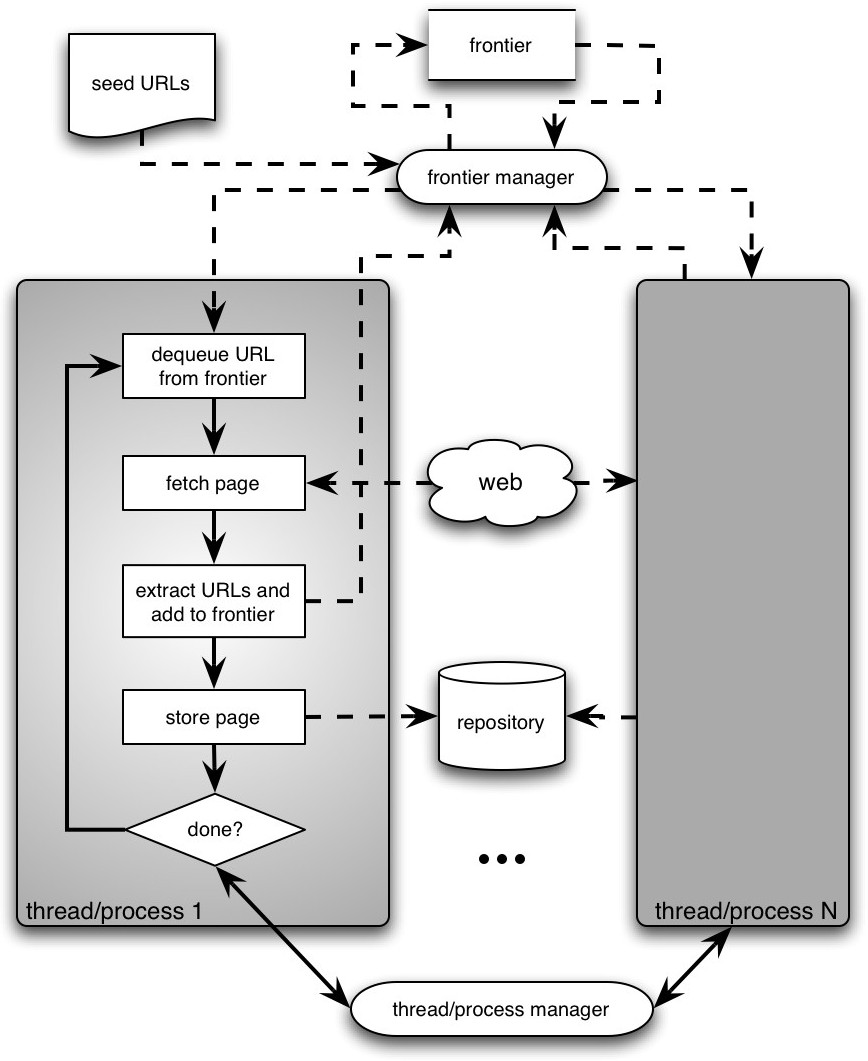 frontier
seed URLs
frontier manager
dequeue URL
from frontier
fetch page
web
extract URLs and
add to frontier
store page
repository
done?
thread/process 1
thread/process N
thread/process manager